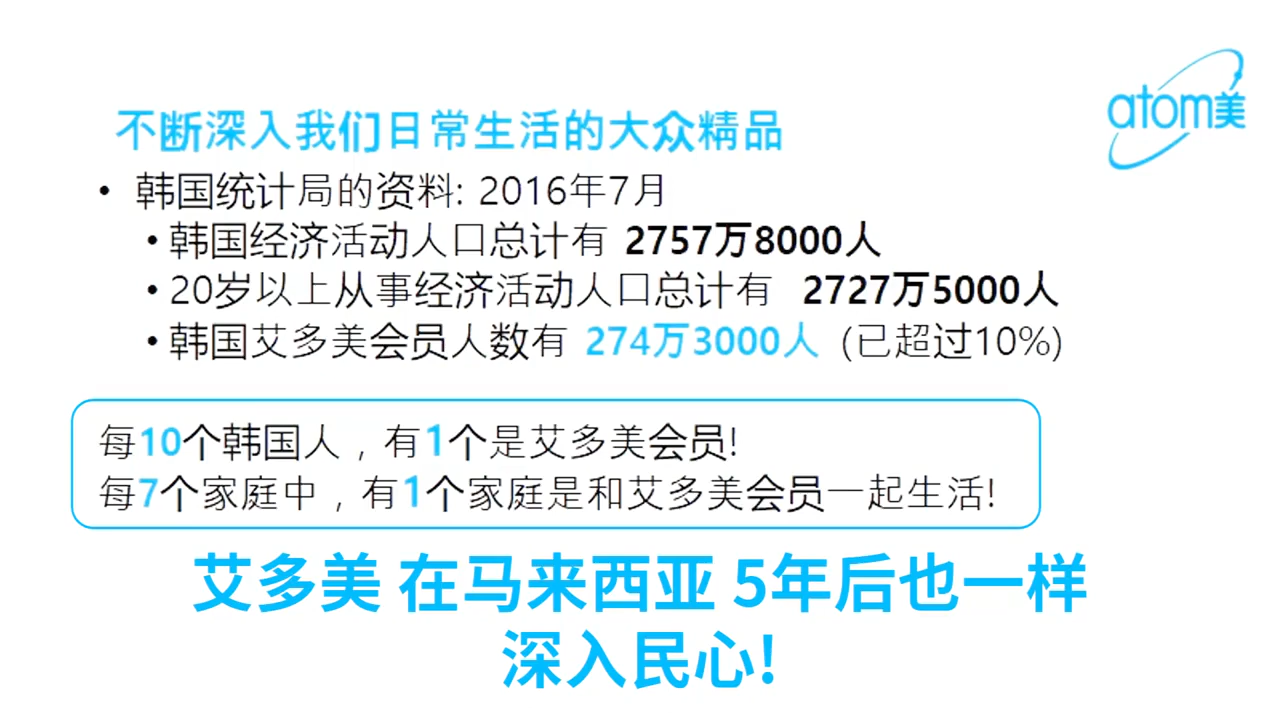 atom美
不断深入我们日常生活的大众精品
• 韩国统计局的资料: 2016年7月
• 韩国经济活动人口总计有 2757万8000人
• 20岁以上从事经济活动人口总计有 2727万5000人
• 韩国艾多美会员人数有 274万3000人 (已超过10%)
每10个韩国人，有1个是艾多美会员!
每7个家庭中，有1个家庭是和艾多美会员一起生活!
艾多美 在马来西亚 5年后也一样
深入民心!